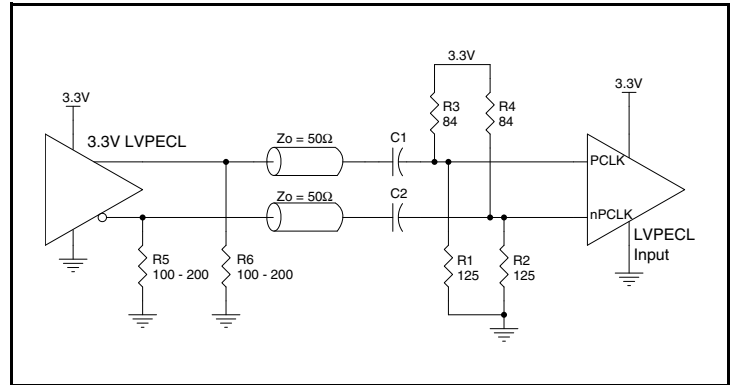 3.3V
3.3V
3.3V
R3
84
R4
84
3.3V LVPECL
Zo = 50Ω
C1
PCLK
Zo = 50Ω
C2
nPCLK
LVPECL
Input
R5
100 - 200
R6
100 - 200
R1
125
R2
125